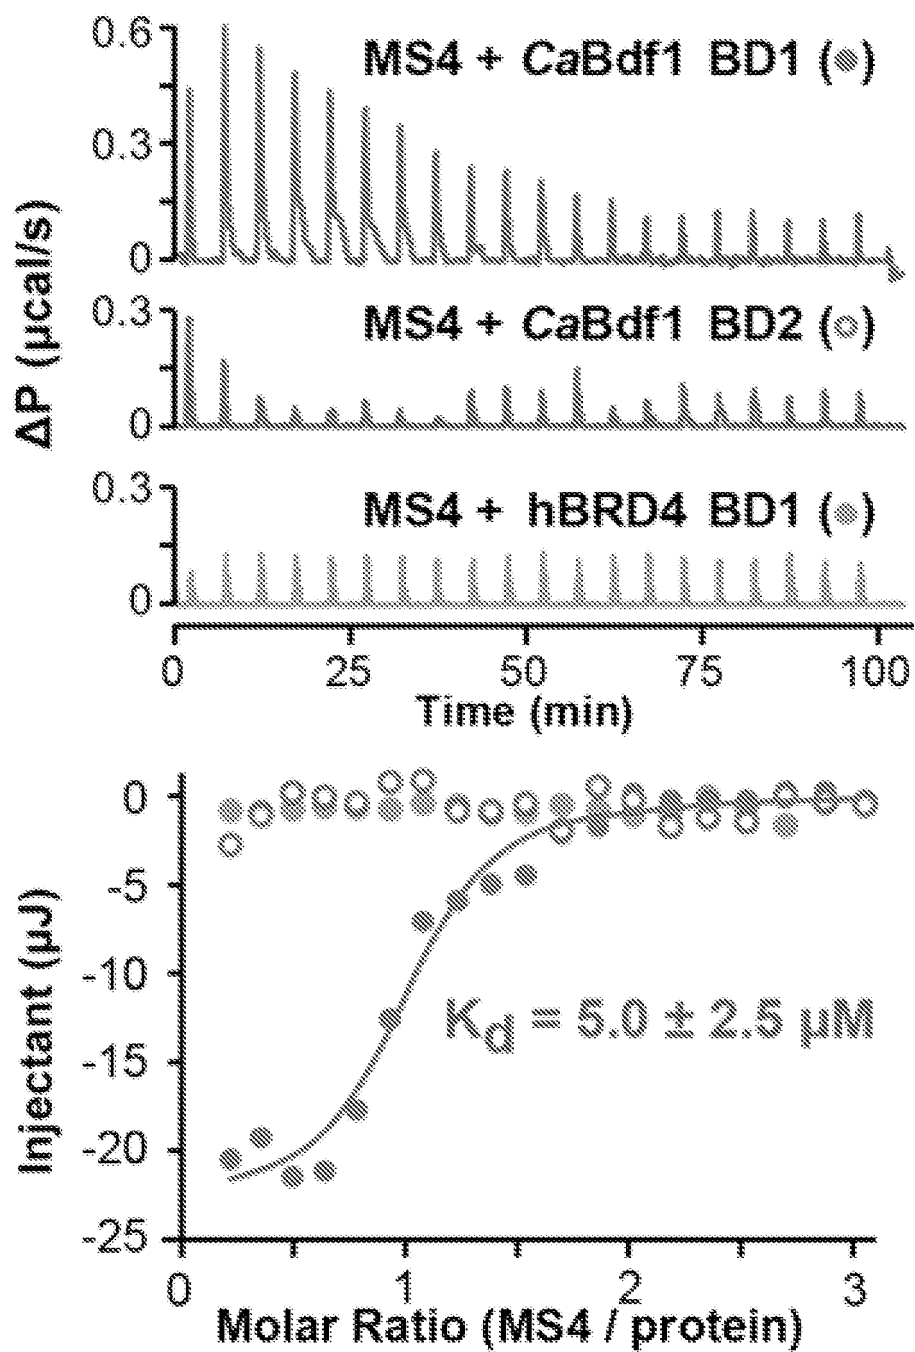 0.6
MS4 + CaBdf1 BD1 (●)
0.3
0
ΔP (µcal/s)
0.3
MS4 + CaBdf1 BD2 (○)
0
0.3
MS4 + hBRD4 BD1 (●)
0
0 25 50 75 100
Time (min)
0
-5
-10
Kd = 5.0 ± 2.5 µM
-15
-20
-25
Injectant (µJ)
0 1 2 3
Molar Ratio (MS4 / protein)